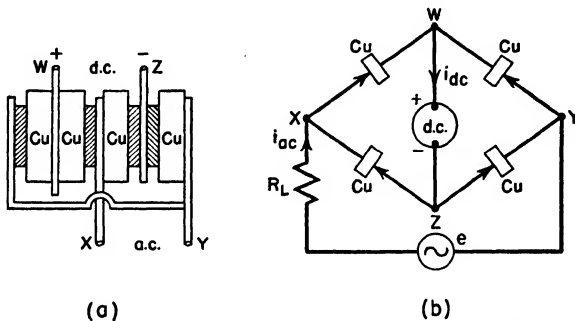 + d.c. −
W Z
Cu Cu Cu Cu
X a.c. Y
(a)
W
Cu Cu
i_dc
+
X d.c. Y
−
i_ac
Cu Cu
R_L
Z
e
(b)